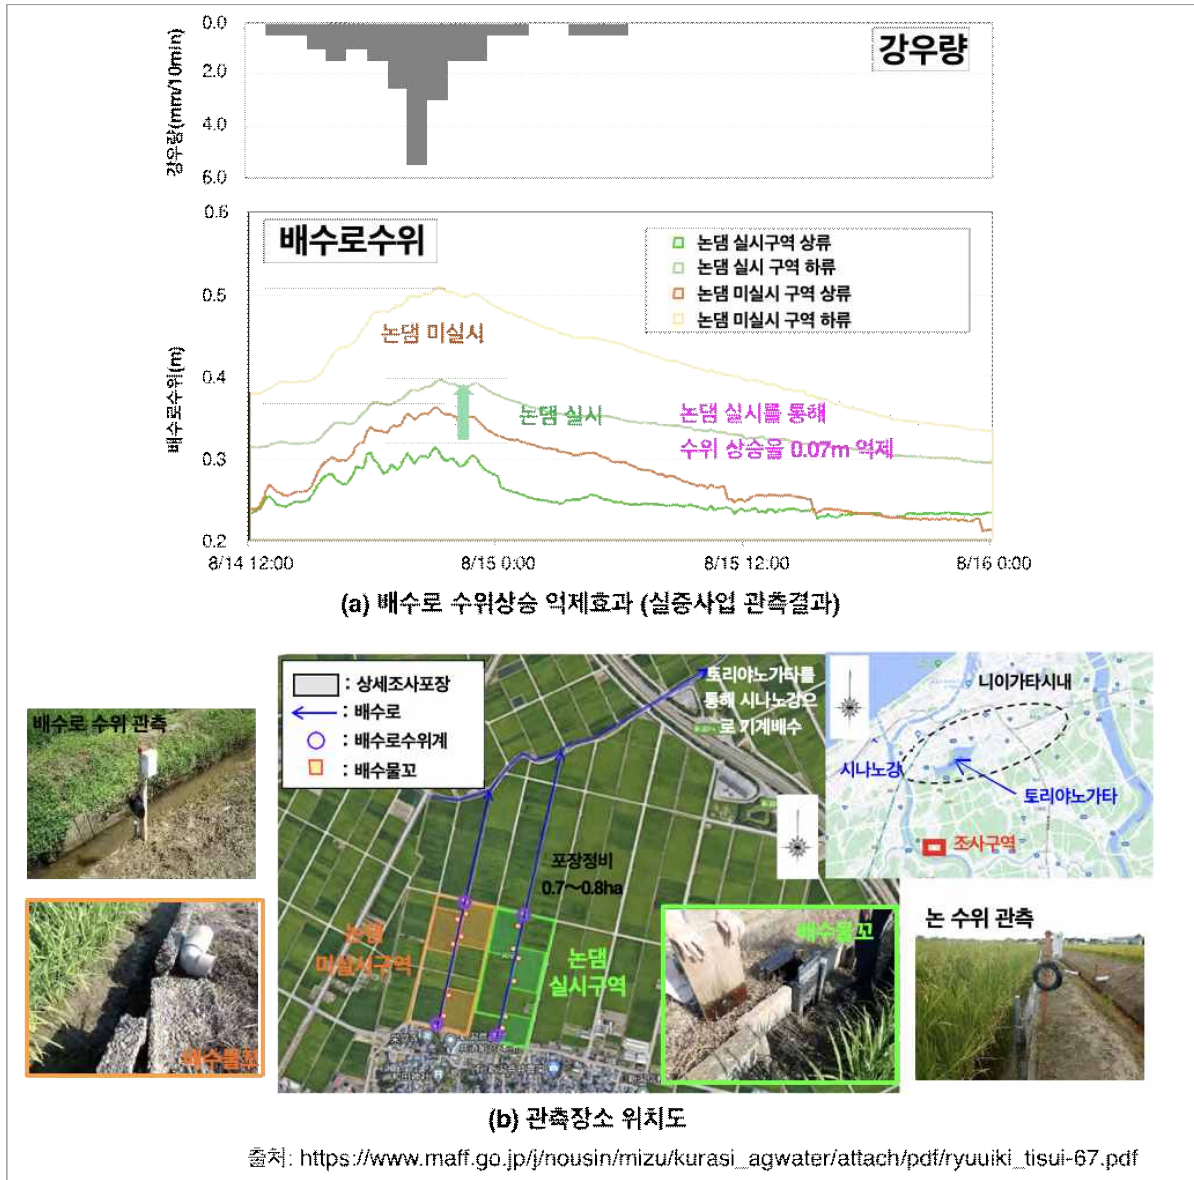 0.0
2.0
4.0
6.0
강우량(mm/10min)
강우량
0.6
0.5
0.4
0.3
0.2
배수로수위(m)
배수로수위
논댐 실시구역 상류
논댐 실시 구역 하류
논댐 미실시 구역 상류
논댐 미실시 구역 하류
논댐 미실시
논댐 실시
논댐 실시를 통해
수위 상승을 0.07m 억제
8/14 12:00
8/15 0:00
8/15 12:00
8/16 0:00
(a) 배수로 수위상승 억제효과 (실증사업 관측결과)
: 상세조사포장
: 배수로
: 배수로수위계
: 배수물꼬
토리야노가타를
통해 시나노강으
로 기계배수
니이가타시내
시나노강
토리야노가타
조사구역
배수로 수위 관측
포장정비
0.7~0.8ha
논댐
미실시구역
논댐
실시구역
배수물꼬
배수물꼬
논 수위 관측
(b) 관측장소 위치도
출처: https://www.maff.go.jp/j/nousin/mizu/kurasi_agwater/attach/pdf/ryuuiki_tisui-67.pdf